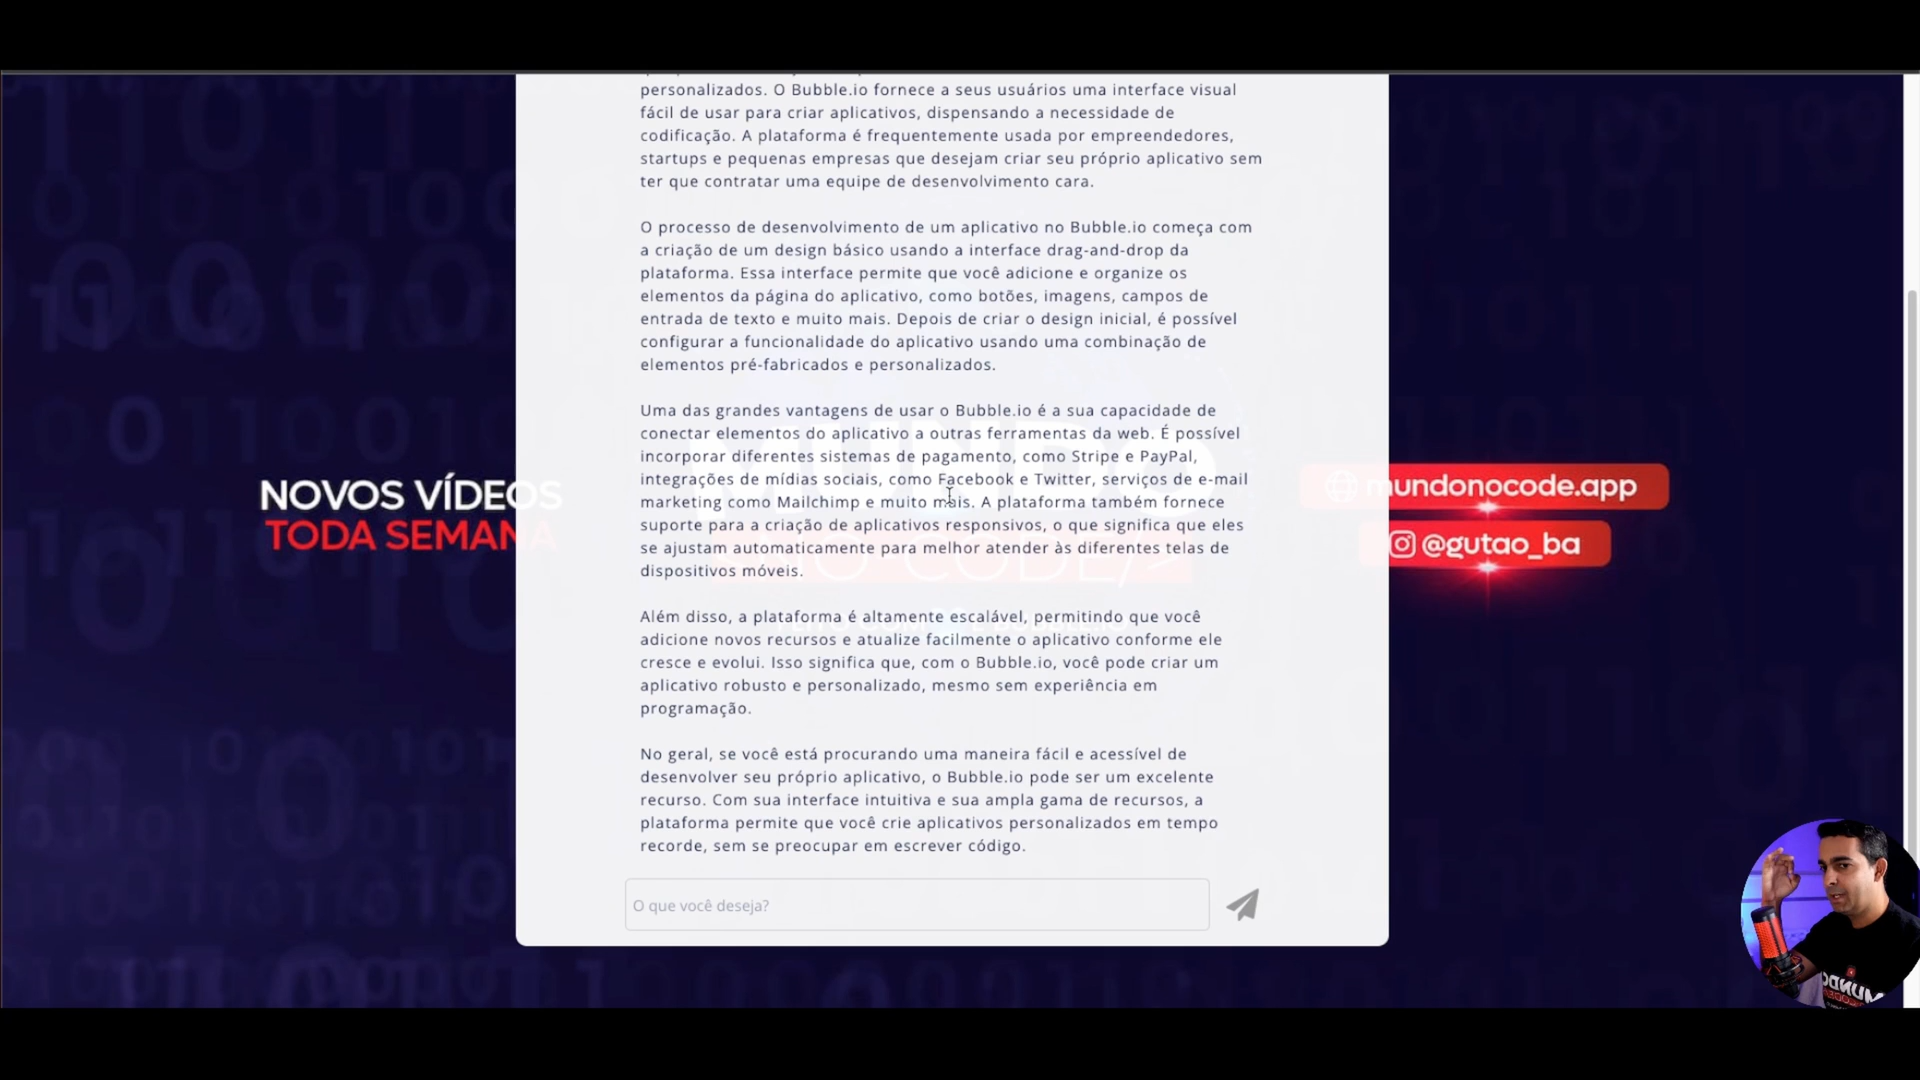 personalizados. O Bubble.io fornece a seus usuários uma interface visual
fácil de usar para criar aplicativos, dispensando a necessidade de
codificação. A plataforma é frequentemente usada por empreendedores,
startups e pequenas empresas que desejam criar seu próprio aplicativo sem
ter que contratar uma equipe de desenvolvimento cara.
O processo de desenvolvimento de um aplicativo no Bubble.io começa com
a criação de um design básico usando a interface drag-and-drop da
plataforma. Essa interface permite que você adicione e organize os
elementos da página do aplicativo, como botões, imagens, campos de
entrada de texto e muito mais. Depois de criar o design inicial, é possível
configurar a funcionalidade do aplicativo usando uma combinação de
elementos pré-fabricados e personalizados.
Uma das grandes vantagens de usar o Bubble.io é a sua capacidade de
conectar elementos do aplicativo a outras ferramentas da web. É possível
incorporar diferentes sistemas de pagamento, como Stripe e PayPal,
integrações de mídias sociais, como Facebook e Twitter, serviços de e-mail
marketing como Mailchimp e muito mais. A plataforma também fornece
suporte para a criação de aplicativos responsivos, o que significa que eles
se ajustam automaticamente para melhor atender às diferentes telas de
dispositivos móveis.
Além disso, a plataforma é altamente escalável, permitindo que você
adicione novos recursos e atualize facilmente o aplicativo conforme ele
cresce e evolui. Isso significa que, com o Bubble.io, você pode criar um
aplicativo robusto e personalizado, mesmo sem experiência em
programação.
No geral, se você está procurando uma maneira fácil e acessível de
desenvolver seu próprio aplicativo, o Bubble.io pode ser um excelente
recurso. Com sua interface intuitiva e sua ampla gama de recursos, a
plataforma permite que você crie aplicativos personalizados em tempo
recorde, sem se preocupar em escrever código.
O que você deseja?
NOVOS VÍDEOS
TODA SEMANA
mundonocode.app
@gutao_ba
MUNDO